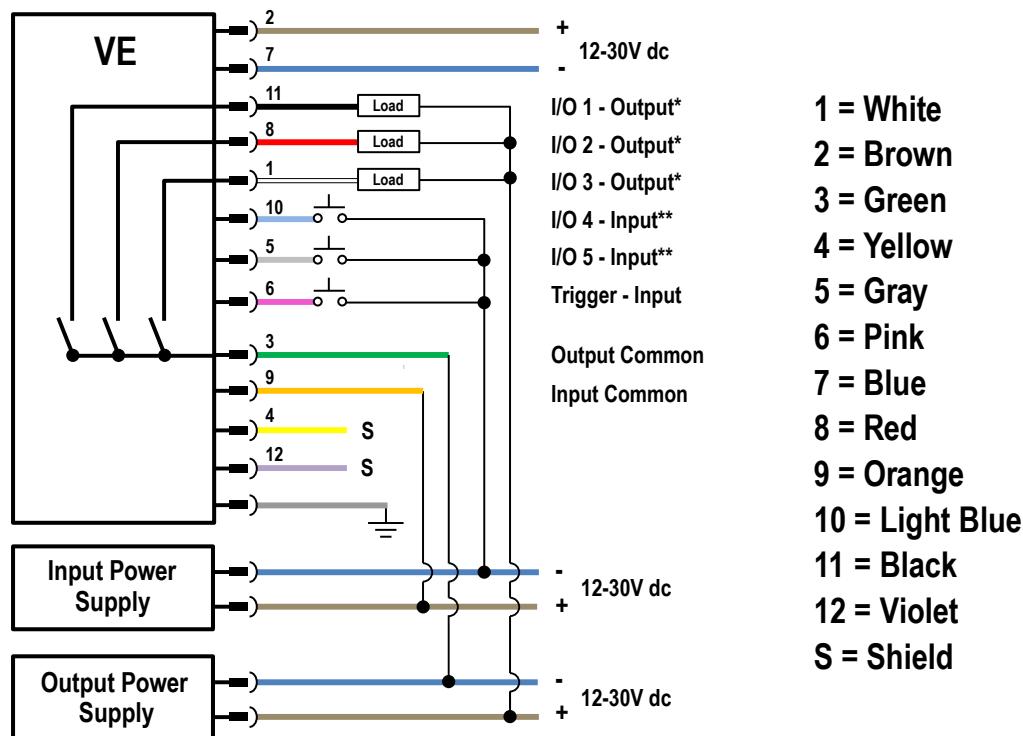 VE
2
+
12-30V dc
7
-
11
Load
I/O 1 - Output*
8
Load
I/O 2 - Output*
1
Load
I/O 3 - Output*
10
I/O 4 - Input**
5
I/O 5 - Input**
6
Trigger - Input
3
Output Common
9
Input Common
4
S
12
S
Input Power
Supply
-
12-30V dc
+
Output Power
Supply
-
12-30V dc
+
1 = White
2 = Brown
3 = Green
4 = Yellow
5 = Gray
6 = Pink
7 = Blue
8 = Red
9 = Orange
10 = Light Blue
11 = Black
12 = Violet
S = Shield